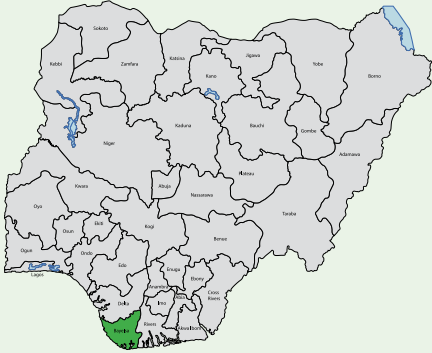 Sokoto
Katsina
Jigawa
Yobe
Borno
Kebbi
Zamfara
Kano
Kaduna
Bauchi
Gombe
Adamawa
Niger
Plateau
Abuja
Nassarawa
Kwara
Oyo
Taraba
Kogi
Osun
Ekiti
Benue
Ogun
Ondo
Edo
Lagos
Enugu
Ebony
Cross
Rivers
Anambra
Imo
Abia
Delta
Bayelsa
Rivers
Akwa Ibom